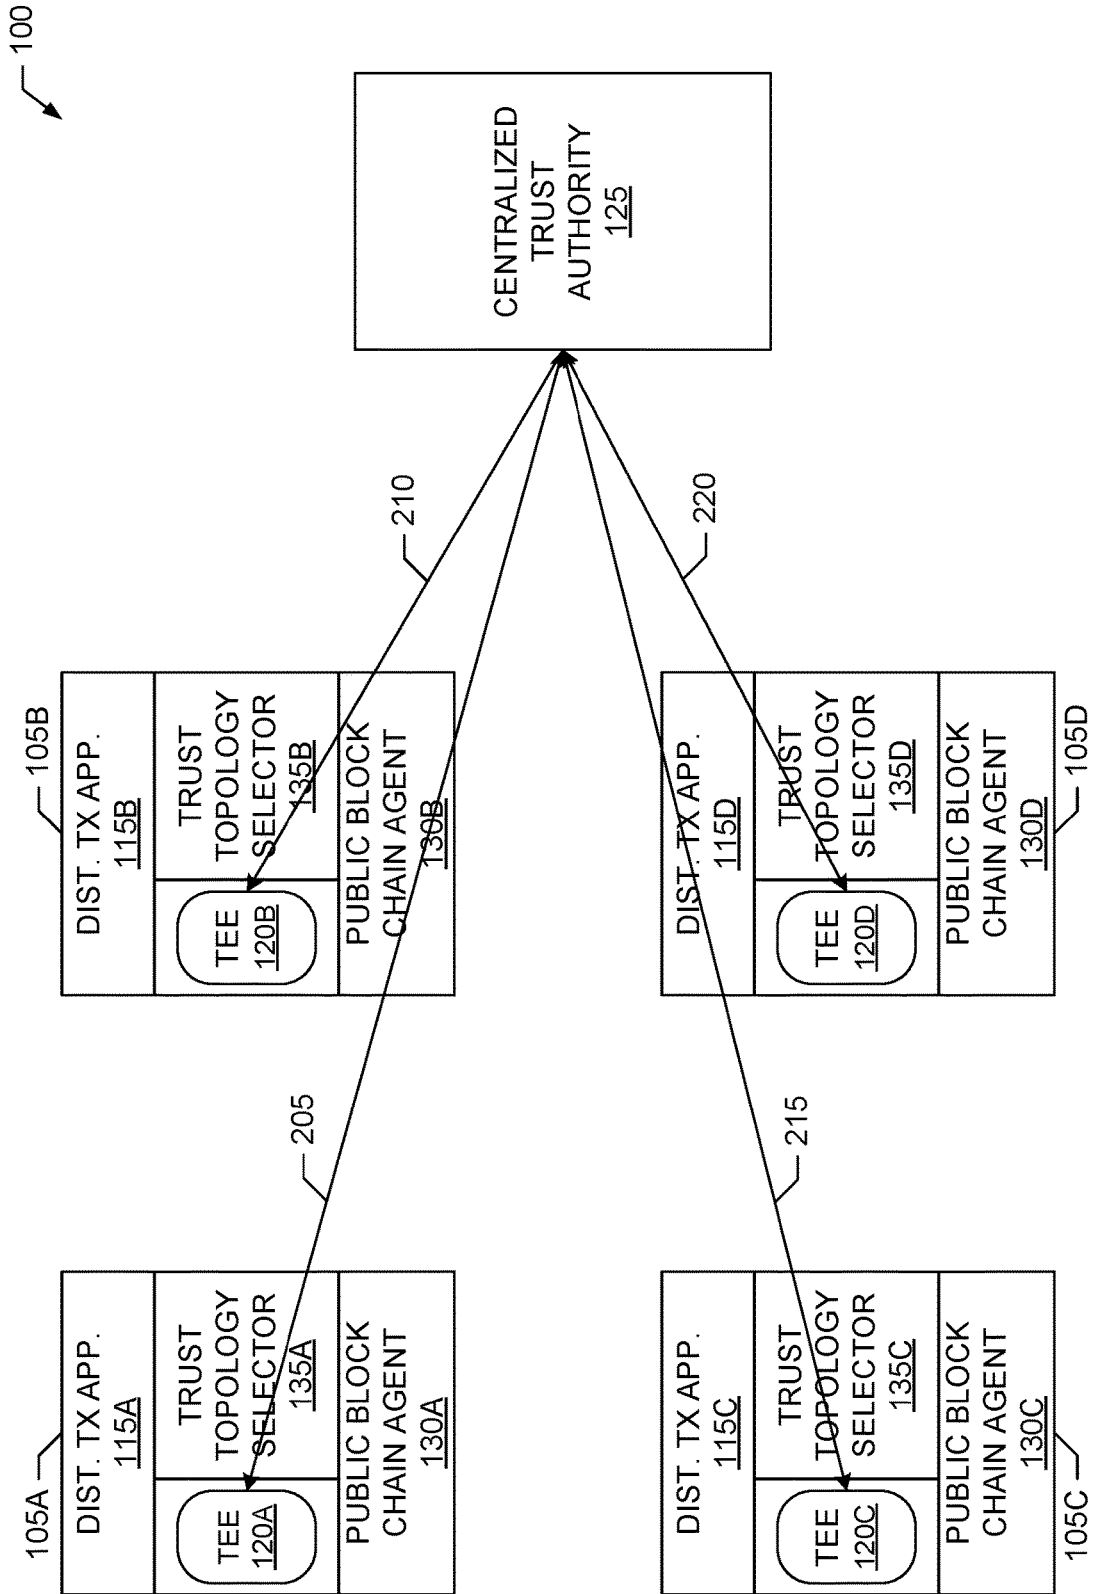 100
105A
DIST. TX APP.
115A
TEE
120A
TRUST
TOPOLOGY
SELECTOR
135A
PUBLIC BLOCK
CHAIN AGENT
130A
105B
DIST. TX APP.
115B
TEE
120B
TRUST
TOPOLOGY
SELECTOR
135B
PUBLIC BLOCK
CHAIN AGENT
130B
205
210
CENTRALIZED
TRUST
AUTHORITY
125
DIST. TX APP.
115C
TEE
120C
TRUST
TOPOLOGY
SELECTOR
135C
PUBLIC BLOCK
CHAIN AGENT
130C
105C
DIST. TX APP.
115D
TEE
120D
TRUST
TOPOLOGY
SELECTOR
135D
PUBLIC BLOCK
CHAIN AGENT
130D
105D
215
220